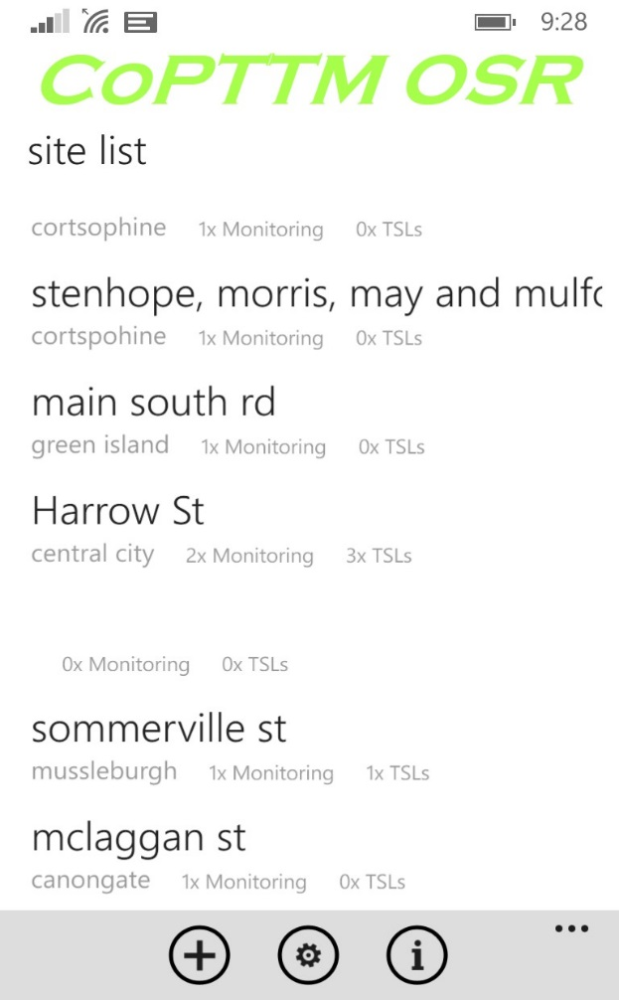 9:28
CoPTTM OSR
site list
cortsophine 1x Monitoring 0x TSLs
stenhope, morris, may and mulfo
cortspohine 1x Monitoring 0x TSLs
main south rd
green island 1x Monitoring 0x TSLs
Harrow St
central city 2x Monitoring 3x TSLs
0x Monitoring 0x TSLs
sommerville st
mussleburgh 1x Monitoring 1x TSLs
mclaggan st
canongate 1x Monitoring 0x TSLs